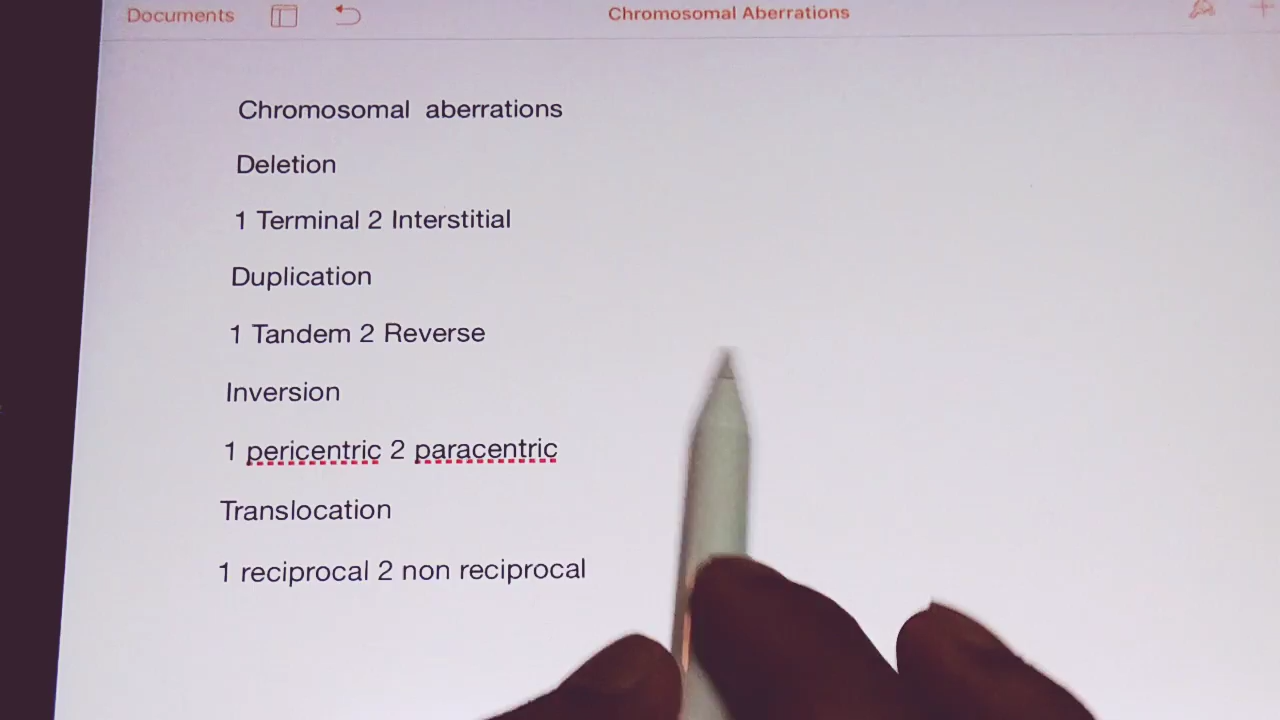 Documents Chromosomal Aberrations
Chromosomal aberrations
Deletion
1 Terminal 2 Interstitial
Duplication
1 Tandem 2 Reverse
Inversion
1 pericentric 2 paracentric
Translocation
1 reciprocal 2 non reciprocal